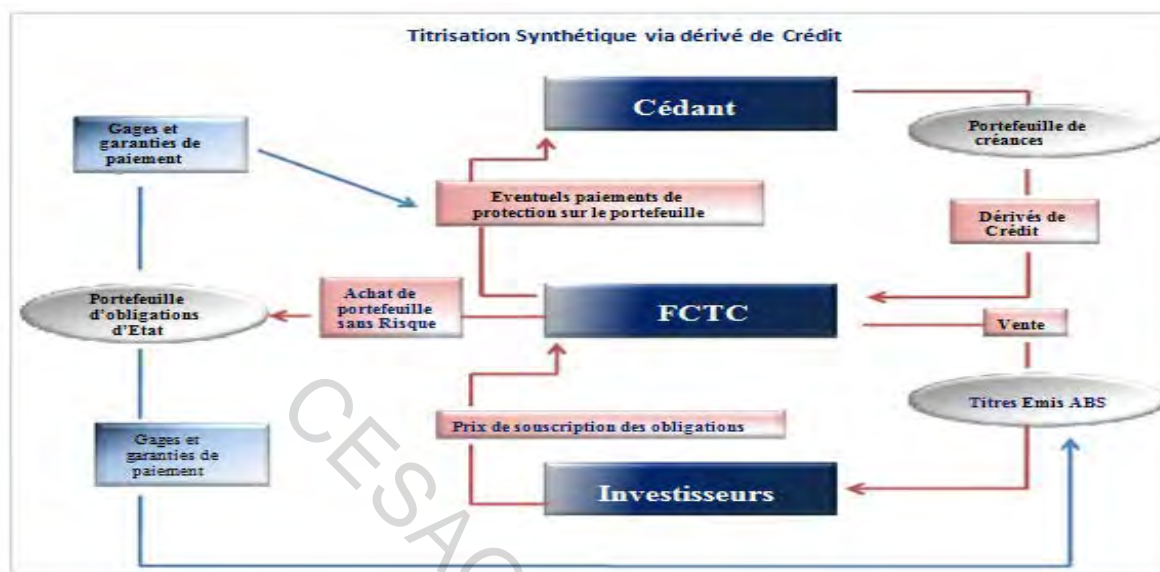 Titrisation Synthétique via dérivé de Crédit
Cédant
Portefeuille de
créances
Gages et
garanties de
paiement
Eventuels paiements de
protection sur le portefeuille
Dérivés de
Crédit
Portefeuille
d'obligations
d'Etat
Achat de
portefeuille
sans Risque
FCTC
Vente
Titres Emis ABS
Prix de souscription des obligations
Gages et
garanties de
paiement
Investisseurs
CESAG